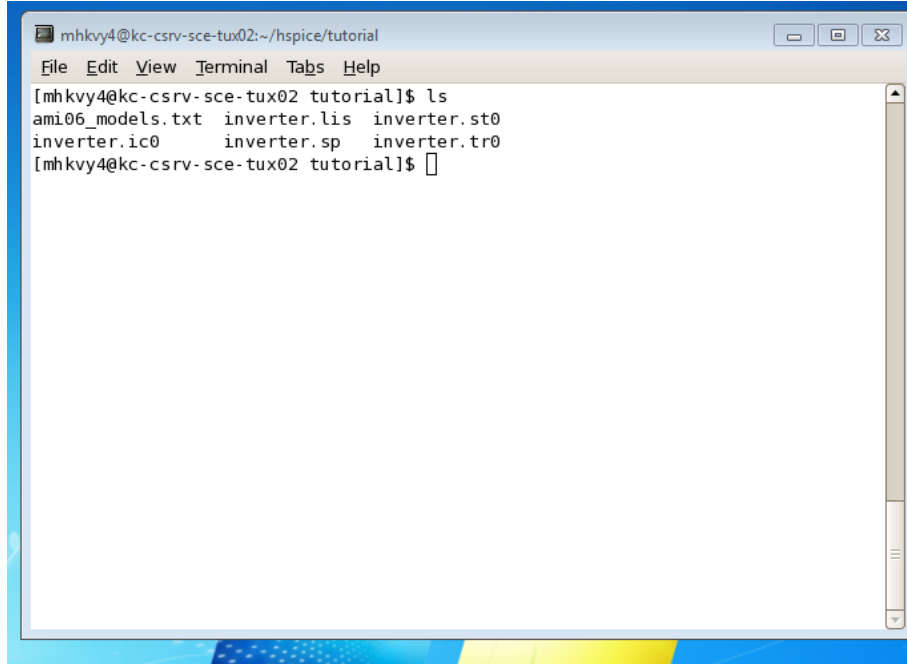 mhkvy4@kc-csrv-sce-tux02:~/hspice/tutorial
File Edit View Terminal Tabs Help
[mhkvy4@kc-csrv-sce-tux02 tutorial]$ ls
ami06_models.txt inverter.lis inverter.st0
inverter.ic0 inverter.sp inverter.tr0
[mhkvy4@kc-csrv-sce-tux02 tutorial]$